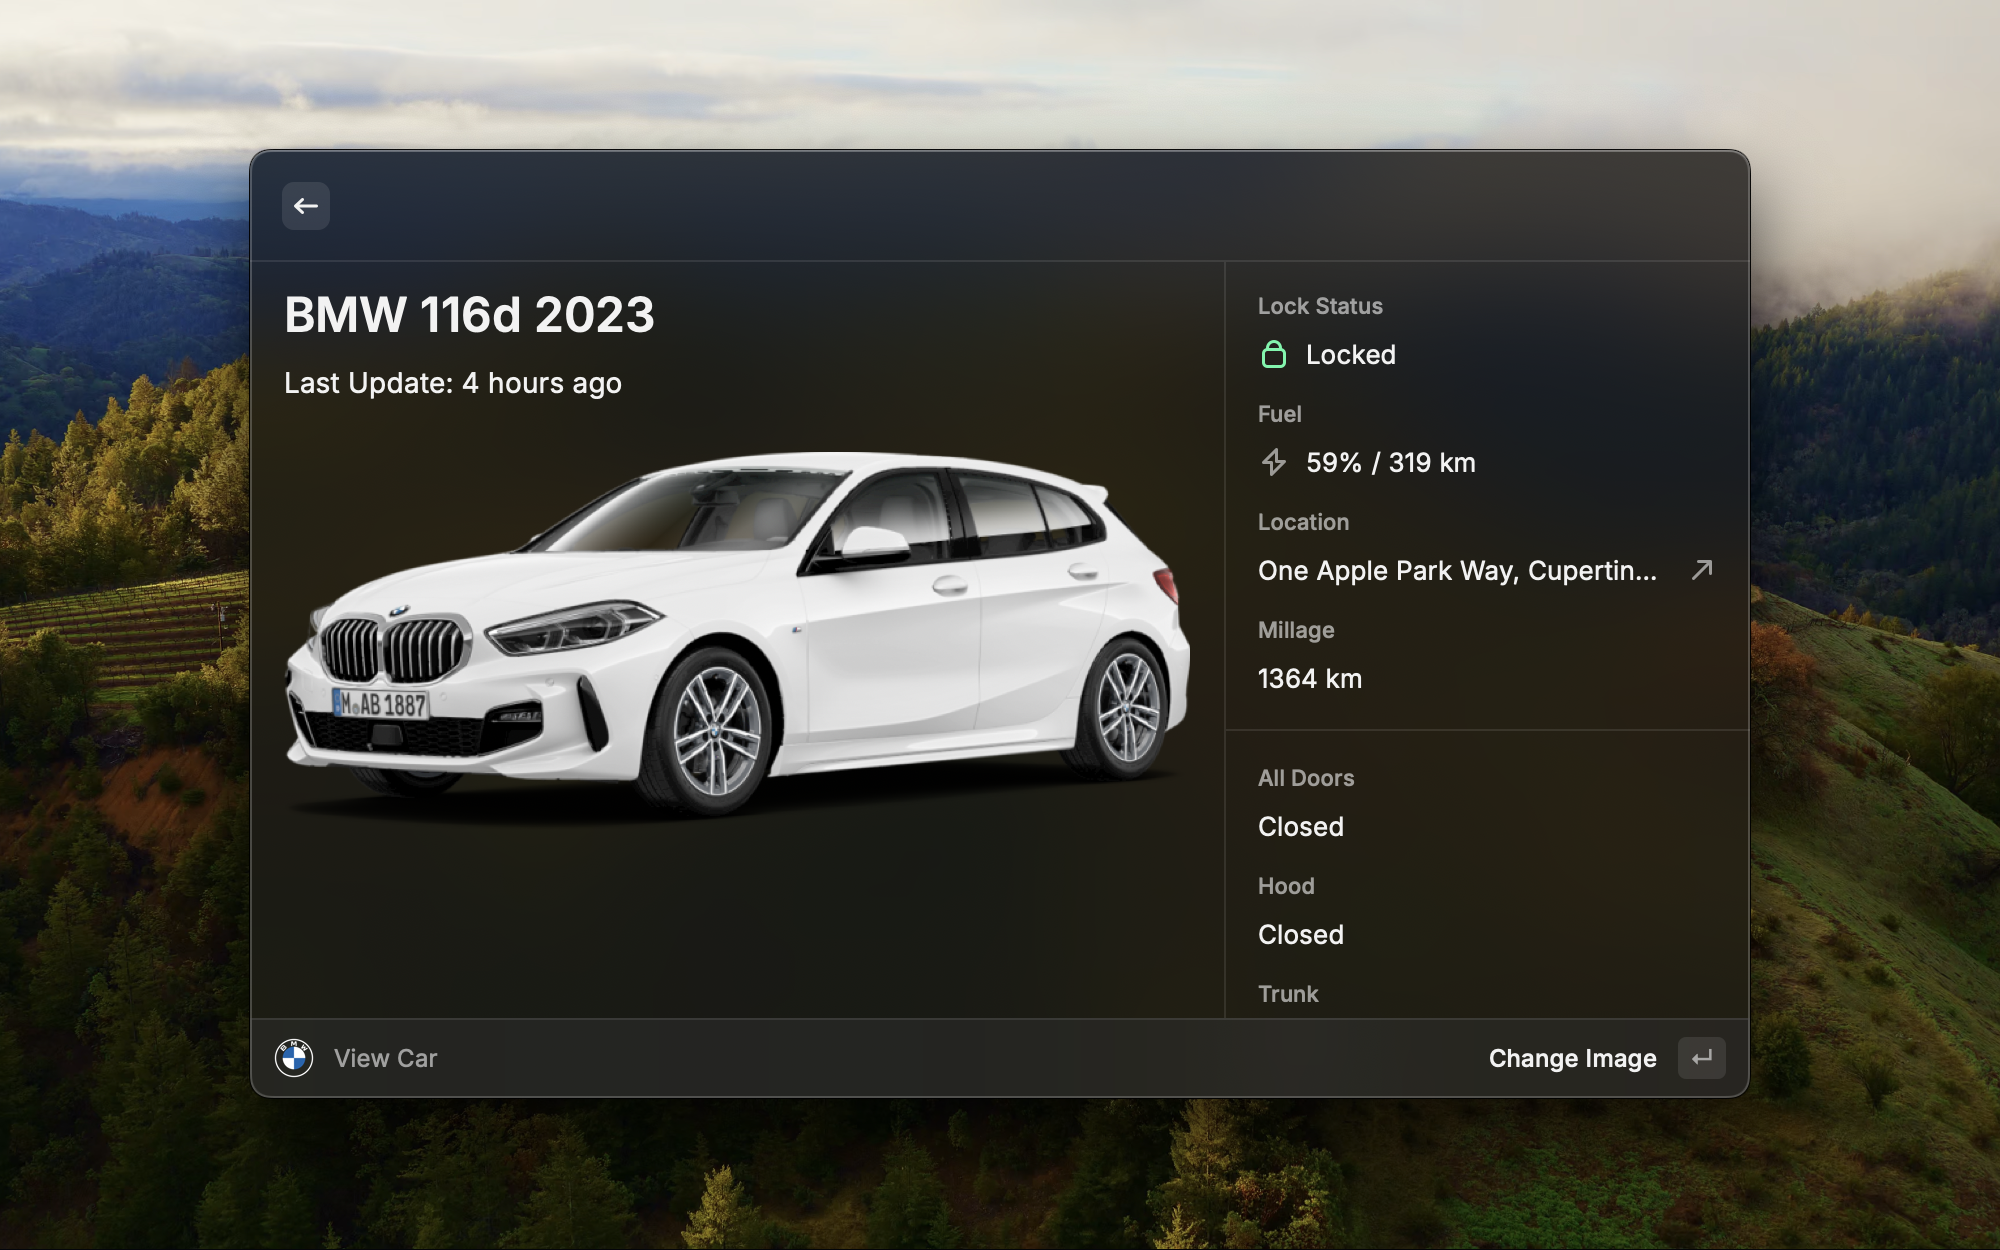 BMW 116d 2023
Last Update: 4 hours ago
M AB 1887
Lock Status
Locked
Fuel
59% / 319 km
Location
One Apple Park Way, Cupertin...
Millage
1364 km
All Doors
Closed
Hood
Closed
Trunk
BMW
View Car
Change Image